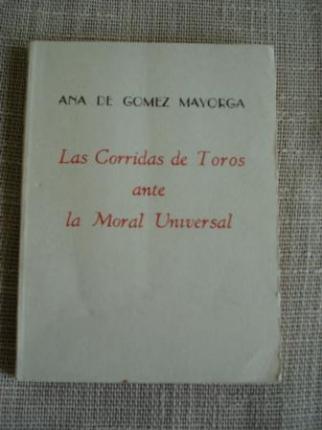 ANA DE GOMEZ MAYORGA
Las Corridas de Toros
ante
la Moral Universal